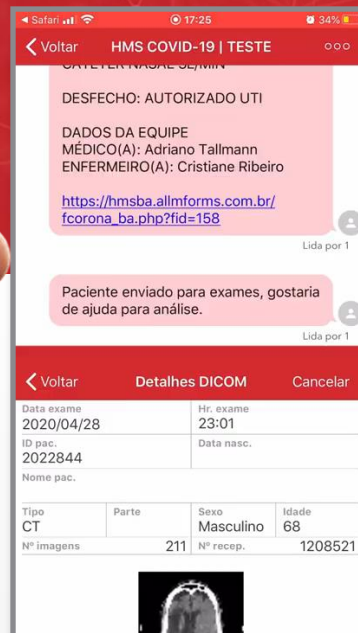 Safari 17:25 34%
Voltar HMS COVID-19 | TESTE
CATETER NASAL 5L/MIN
DESFECHO: AUTORIZADO UTI
DADOS DA EQUIPE
MÉDICO(A): Adriano Tallmann
ENFERMEIRO(A): Cristiane Ribeiro
https://hmsba.allmforms.com.br/
fcorona_ba.php?fid=158
Lida por 1
Paciente enviado para exames, gostaria
de ajuda para análise.
Lida por 1
Voltar Detalhes DICOM Cancelar
Data exame Hr. exame
2020/04/28 23:01
ID pac. Data nasc.
2022844
Nome pac.
Tipo Parte Sexo Idade
CT Masculino 68
Nº imagens 211 Nº recep. 1208521